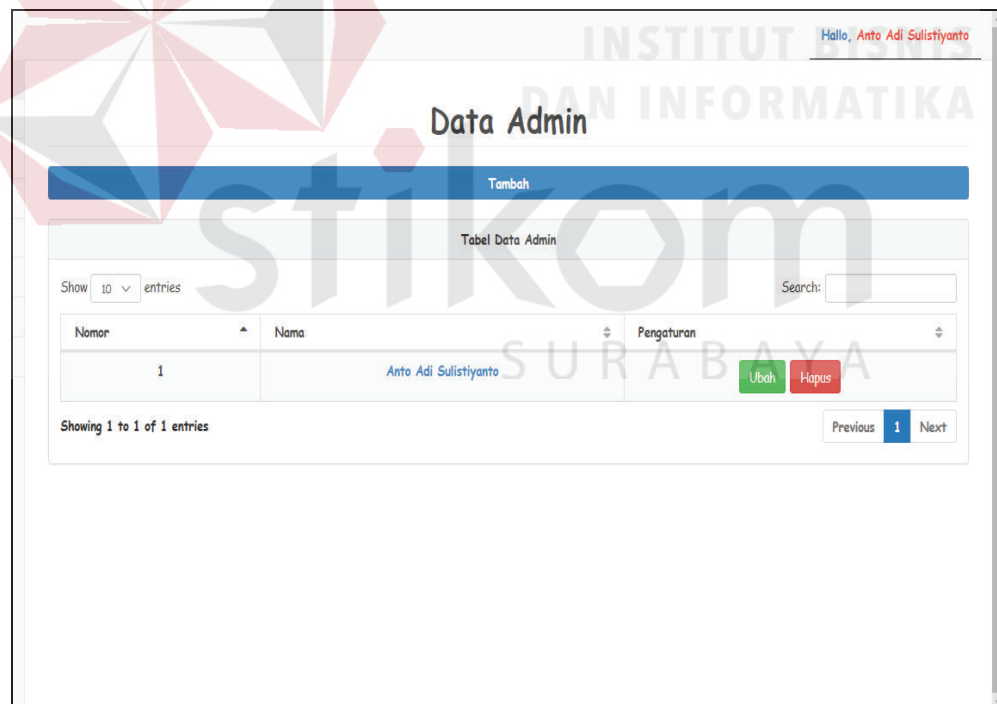 INSTITUT BISNIS
Hallo, Anto Adi Sulistiyanto
DAN INFORMATIKA
Data Admin
Tambah
stikom
Tabel Data Admin
Show 10 entries
Search:
Nomor Nama Pengaturan
SURABAYA
1 Anto Adi Sulistiyanto Ubah Hapus
Showing 1 to 1 of 1 entries
Previous 1 Next